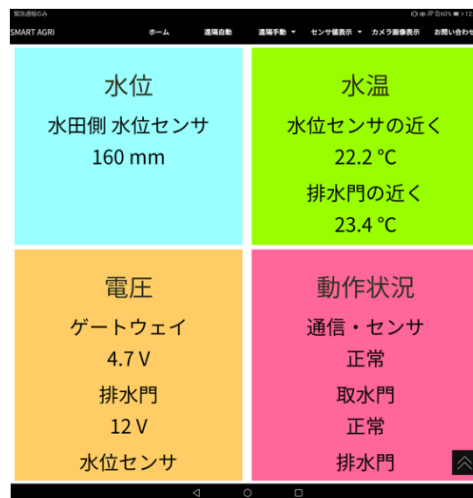 緊急通報のみ
60% 12:
SMART AGRI ホーム 遠隔自動 遠隔手動 センサ値表示 カメラ画像表示 お問い合わせ
水位
水田側 水位センサ
160 mm
水温
水位センサの近く
22.2 ℃
排水門の近く
23.4 ℃
電圧
ゲートウェイ
4.7 V
排水門
12 V
水位センサ
動作状況
通信・センサ
正常
取水門
正常
排水門